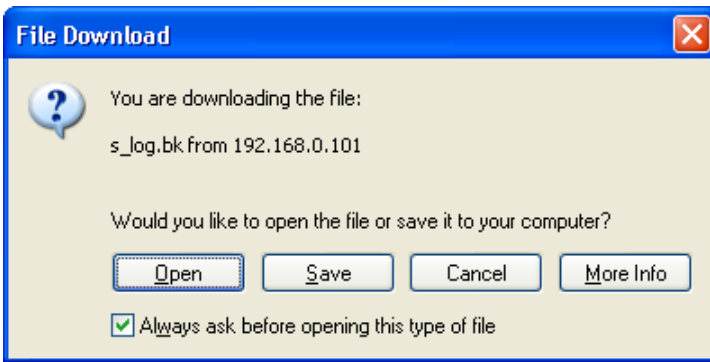 File Download
You are downloading the file:
s_log.bk from 192.168.0.101
Would you like to open the file or save it to your computer?
Open Save Cancel More Info
Always ask before opening this type of file